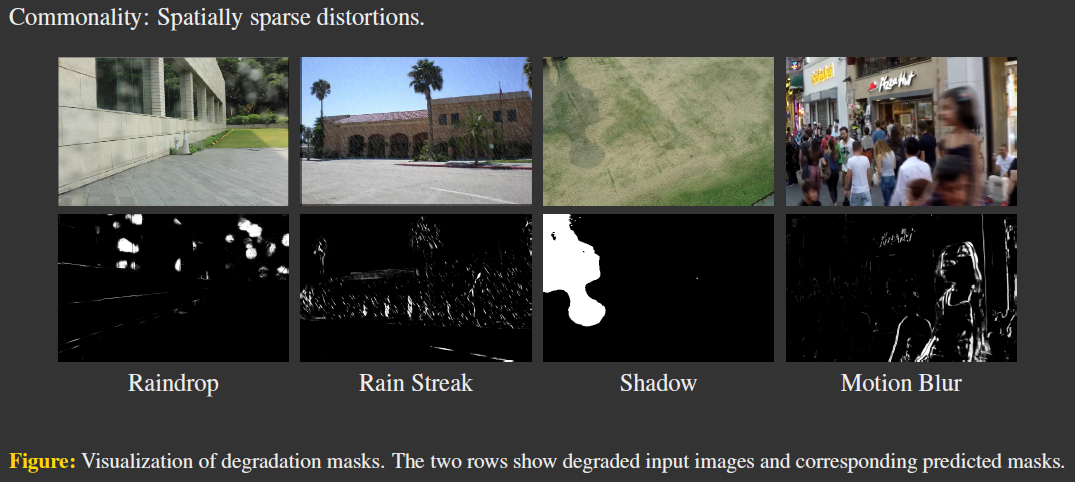 Commonality: Spatially sparse distortions.
Pizza Hut
Raindrop
Rain Streak
Shadow
Motion Blur
Figure: Visualization of degradation masks. The two rows show degraded input images and corresponding predicted masks.